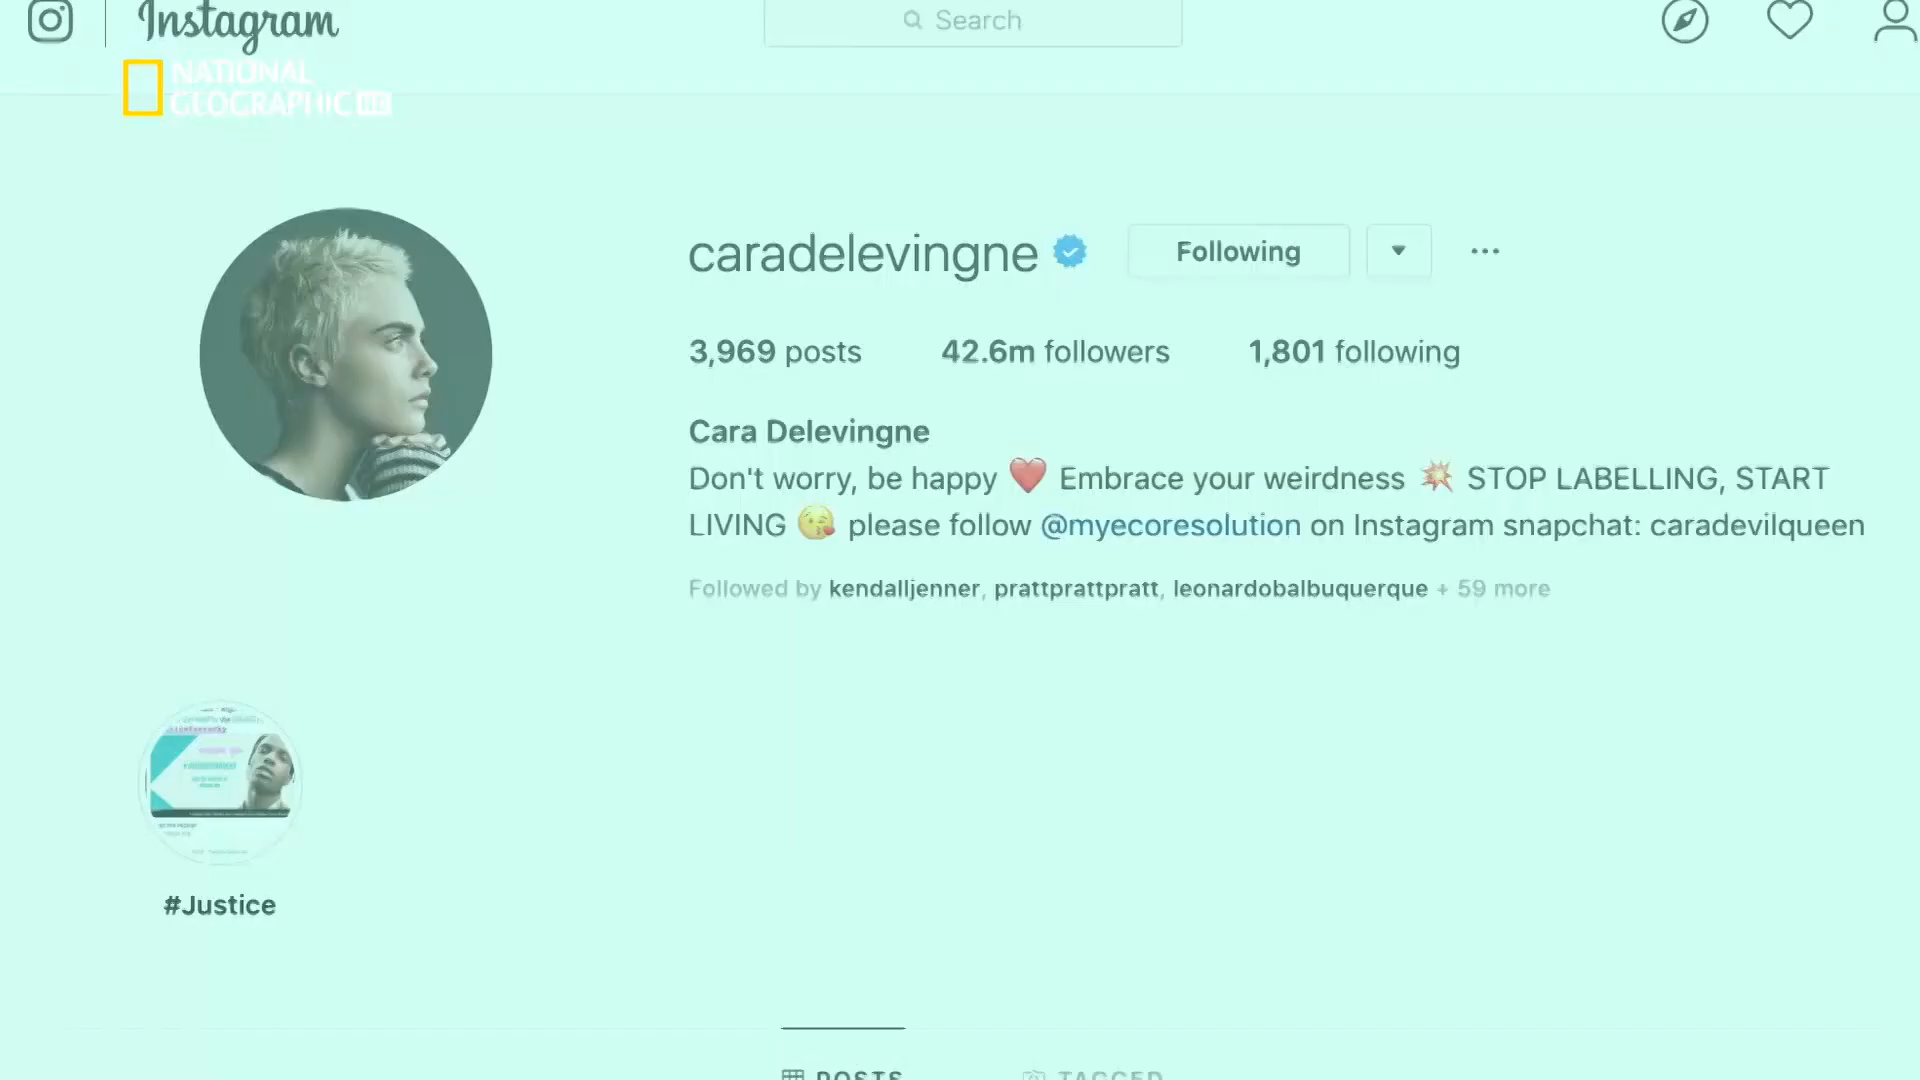 Instagram
Search
NATIONAL
GEOGRAPHIC HD
caradelevingne
Following
3,969 posts 42.6m followers 1,801 following
Cara Delevingne
Don't worry, be happy ❤️ Embrace your weirdness 💥 STOP LABELLING, START
LIVING 😘 please follow @myecoresolution on Instagram snapchat: caradevilqueen
Followed by kendalljenner, prattprattpratt, leonardobalbuquerque + 59 more
#Justice
POSTS TAGGED